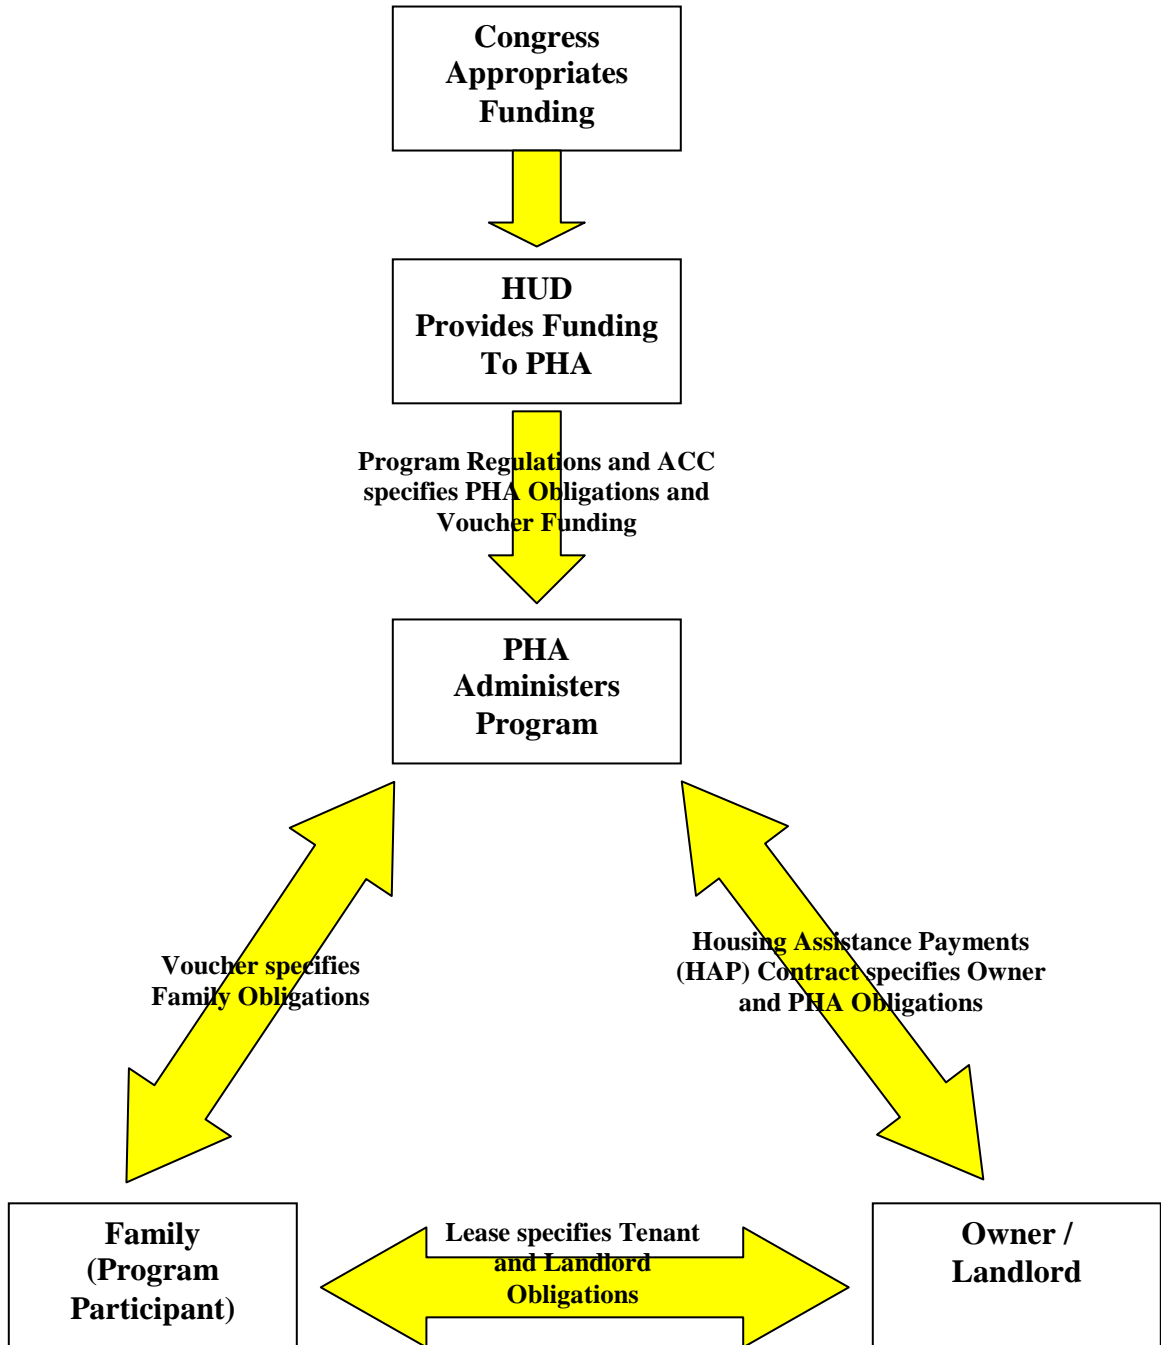 Congress
Appropriates
Funding
HUD
Provides Funding
To PHA
Program Regulations and ACC
specifies PHA Obligations and
Voucher Funding
PHA
Administers
Program
Voucher specifies
Family Obligations
Housing Assistance Payments
(HAP) Contract specifies Owner
and PHA Obligations
Family
(Program
Participant)
Lease specifies Tenant
and Landlord
Obligations
Owner /
Landlord